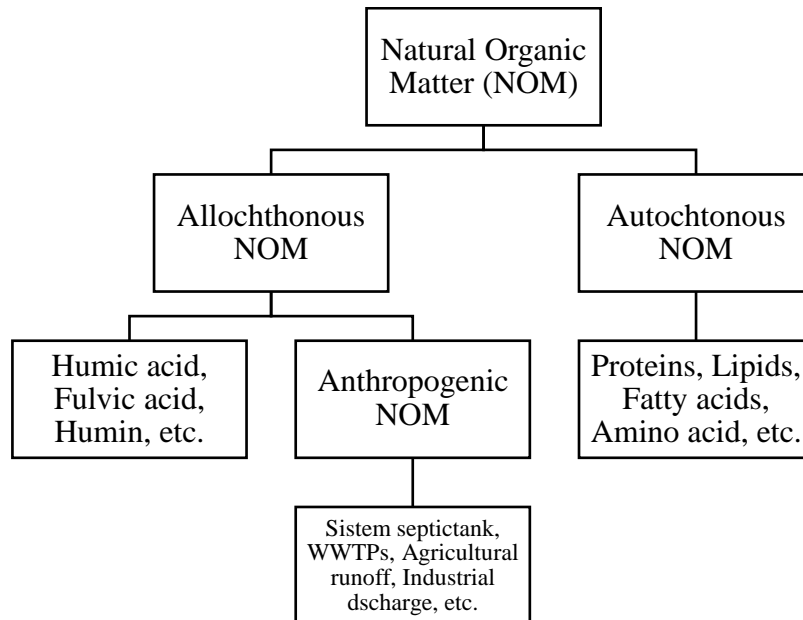 Natural Organic
Matter (NOM)
Allochthonous
NOM
Autochtonous
NOM
Humic acid,
Fulvic acid,
Humin, etc.
Anthropogenic
NOM
Proteins, Lipids,
Fatty acids,
Amino acid, etc.
Sistem septictank,
WWTPs, Agricultural
runoff, Industrial
dscharge, etc.